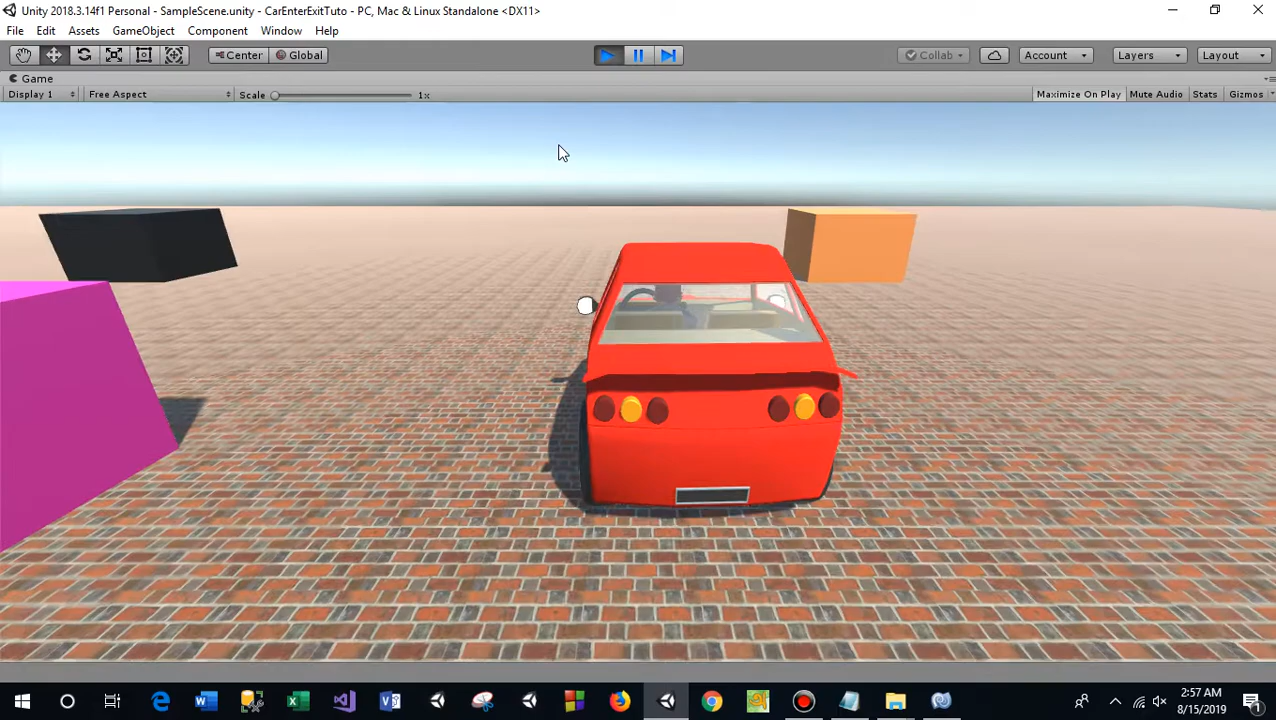 Unity 2018.3.14f1 Personal - SampleScene.unity - CarEnterExitTuto - PC, Mac & Linux Standalone <DX11>
File Edit Assets GameObject Component Window Help
Center Global Collab Account Layers Layout
Game
Display 1 Free Aspect Scale 1x Maximize On Play Mute Audio Stats Gizmos
2:57 AM
8/15/2019
1